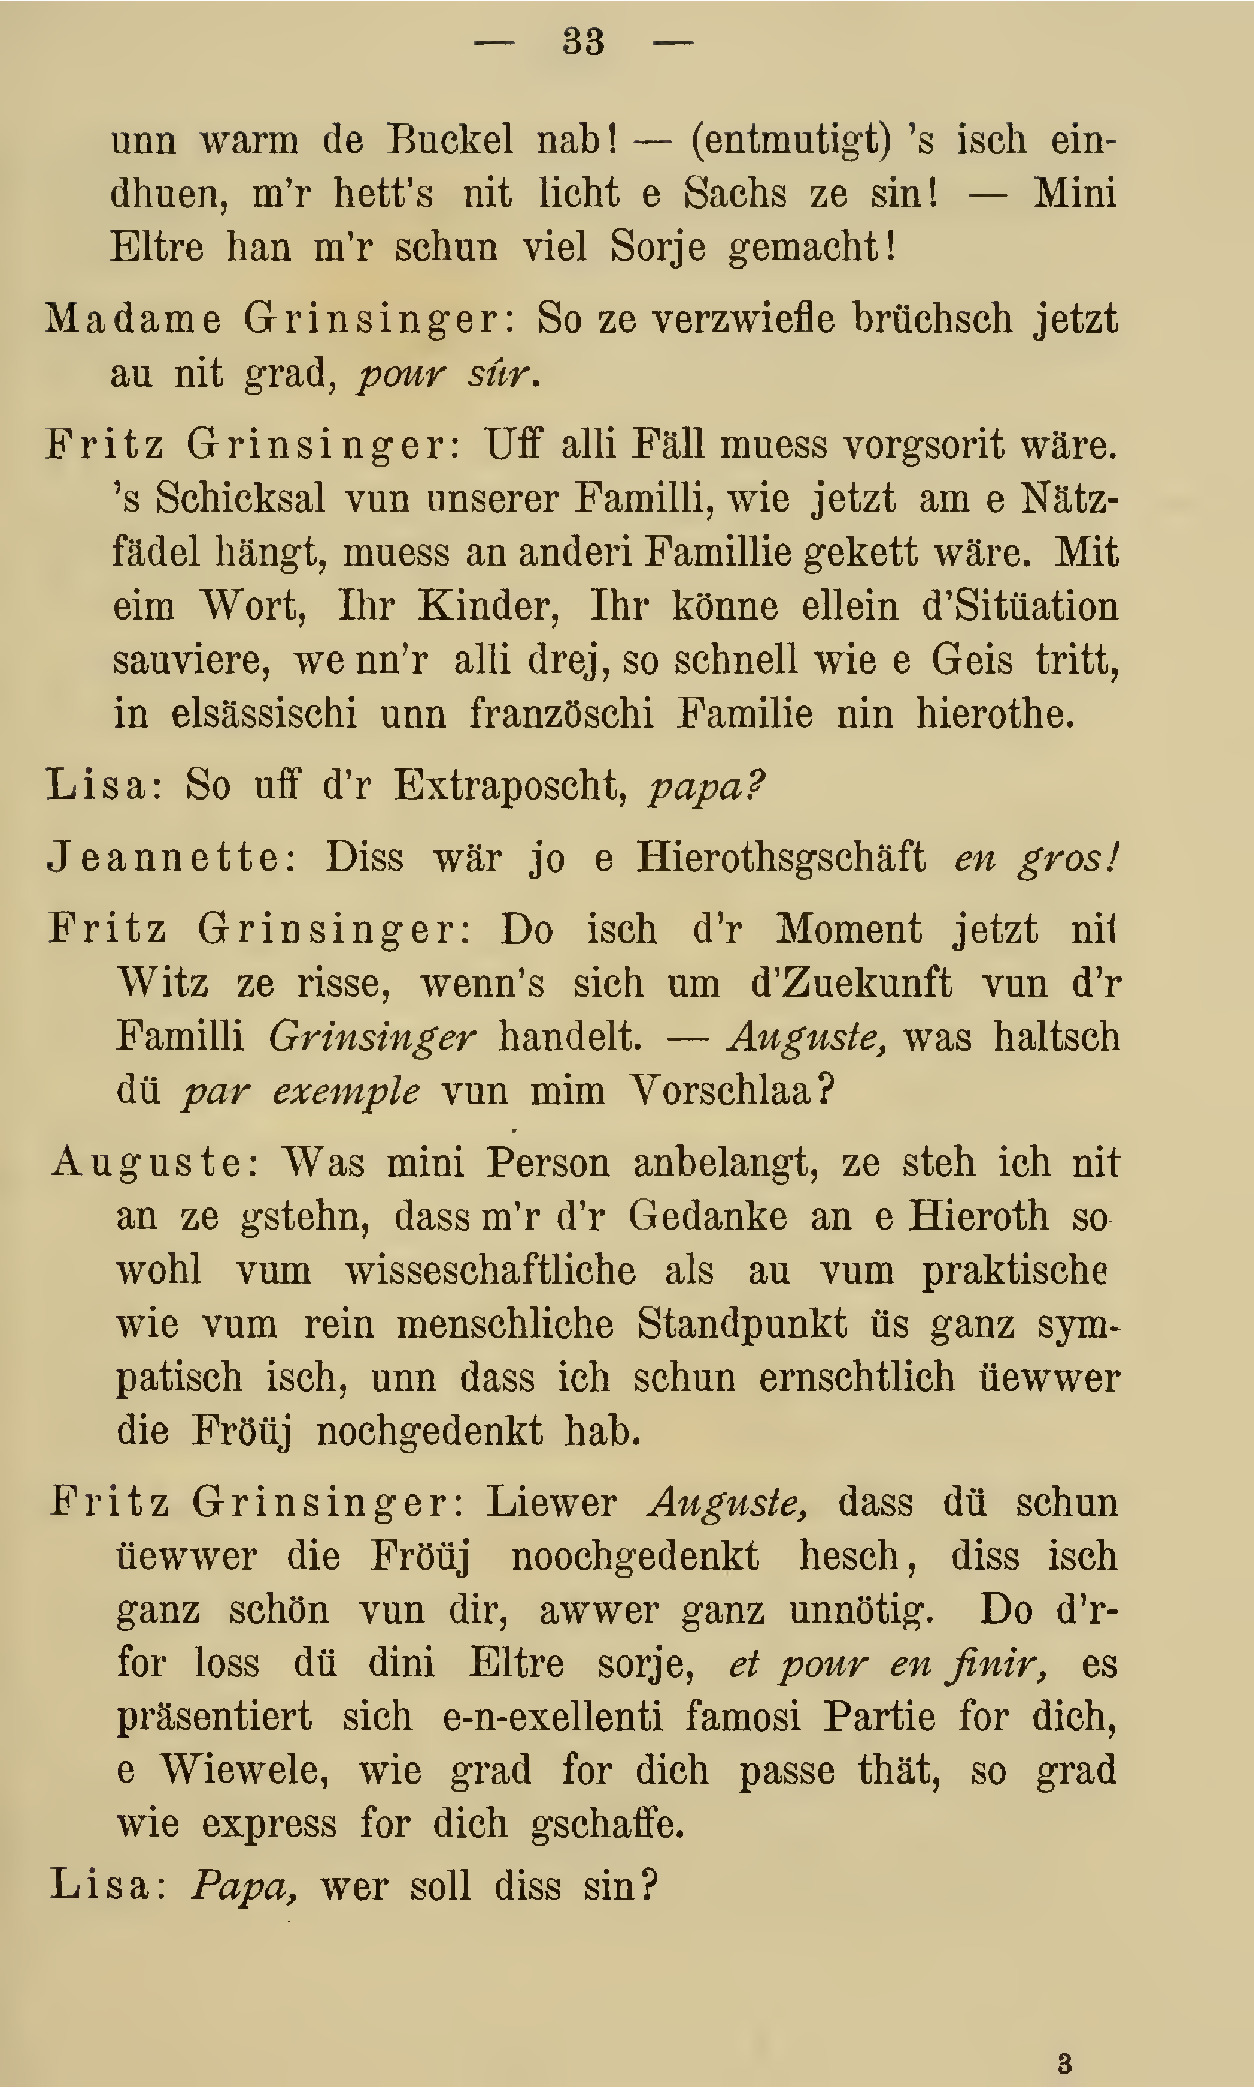 — 33 —
unn warm de Buckel nab! — (entmutigt) 's isch ein-
dhuen, m'r hett's nit licht e Sachs ze sin! — Mini
Eltre han m'r schun viel Sorje gemacht!
Madame Grinsinger: So ze verzwiefle brüchsch jetzt
au nit grad, pour sûr.
Fritz Grinsinger: Uff alli Fäll muess vorgsorit wäre.
's Schicksal vun unserer Familli, wie jetzt am e Nätz-
fädel hängt, muess an anderi Famillie gekett wäre. Mit
eim Wort, Ihr Kinder, Ihr könne ellein d'Sitüation
sauviere, we nn'r alli drej, so schnell wie e Geis tritt,
in elsässischi unn französchi Familie nin hierothe.
Lisa: So uff d'r Extraposcht, papa?
Jeannette: Diss wär jo e Hierothsgschäft en gros!
Fritz Grinsinger: Do isch d'r Moment jetzt nit
Witz ze risse, wenn's sich um d'Zuekunft vun d'r
Familli Grinsinger handelt. — Auguste, was haltsch
dü par exemple vun mim Vorschlaa?
Auguste: Was mini Person anbelangt, ze steh ich nit
an ze gstehn, dass m'r d'r Gedanke an e Hieroth so
wohl vum wisseschaftliche als au vum praktische
wie vum rein menschliche Standpunkt üs ganz sym-
patisch isch, unn dass ich schun ernschtlich üewwer
die Fröüj nochgedenkt hab.
Fritz Grinsinger: Liewer Auguste, dass dü schun
üewwer die Fröüj noochgedenkt hesch, diss isch
ganz schön vun dir, awwer ganz unnötig. Do d'r-
for loss dü dini Eltre sorje, et pour en finir, es
präsentiert sich e-n-exellenti famosi Partie for dich,
e Wiewele, wie grad for dich passe thät, so grad
wie express for dich gschaffe.
Lisa: Papa, wer soll diss sin?
3